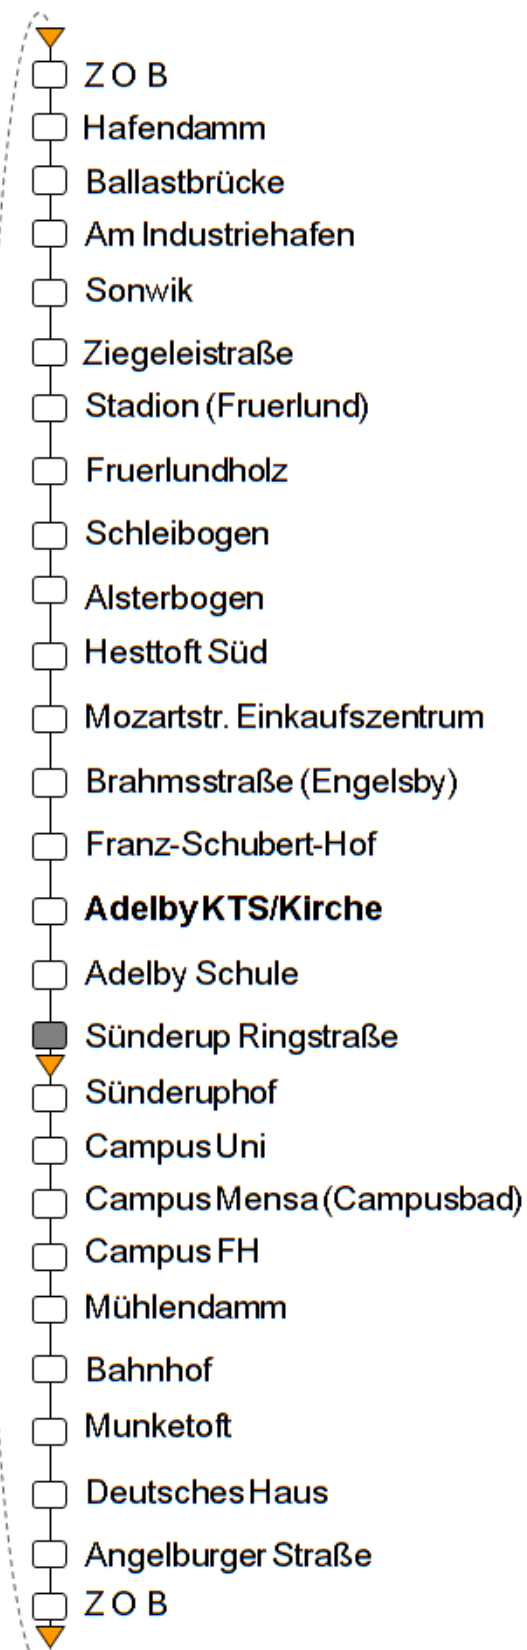 Z O B
Hafendamm
Ballastbrücke
Am Industriehafen
Sonwik
Ziegeleistraße
Stadion (Fruerlund)
Fruerlundholz
Schleibogen
Alsterbogen
Hesttoft Süd
Mozartstr. Einkaufszentrum
Brahmsstraße (Engelsby)
Franz-Schubert-Hof
Adelby KTS/Kirche
Adelby Schule
Sünderup Ringstraße
Sünderuphof
Campus Uni
Campus Mensa (Campusbad)
Campus FH
Mühlendamm
Bahnhof
Munketoft
Deutsches Haus
Angelburger Straße
Z O B